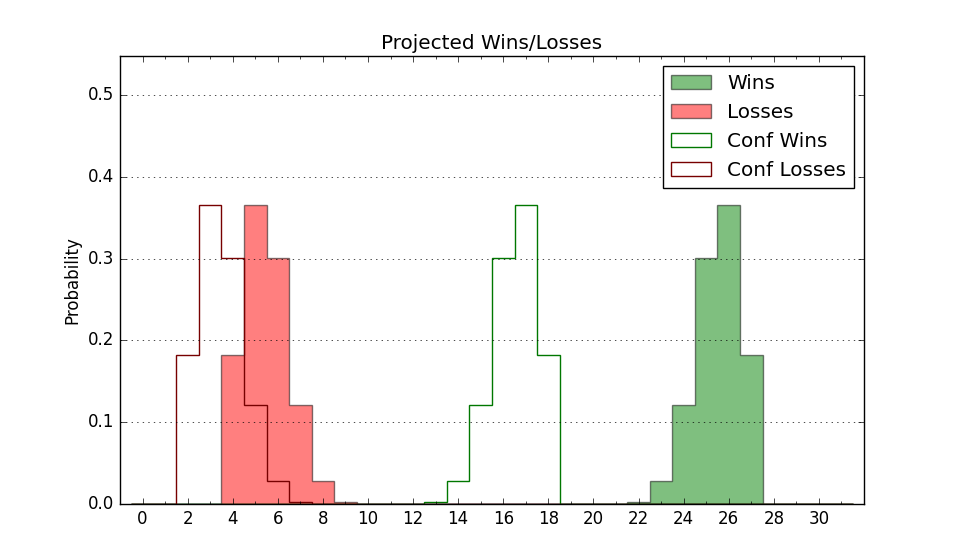 Projected Wins/Losses
Probability
0.5
0.4
0.3
0.2
0.1
0.0
Wins
Losses
Conf Wins
Conf Losses
0 2 4 6 8 10 12 14 16 18 20 22 24 26 28 30